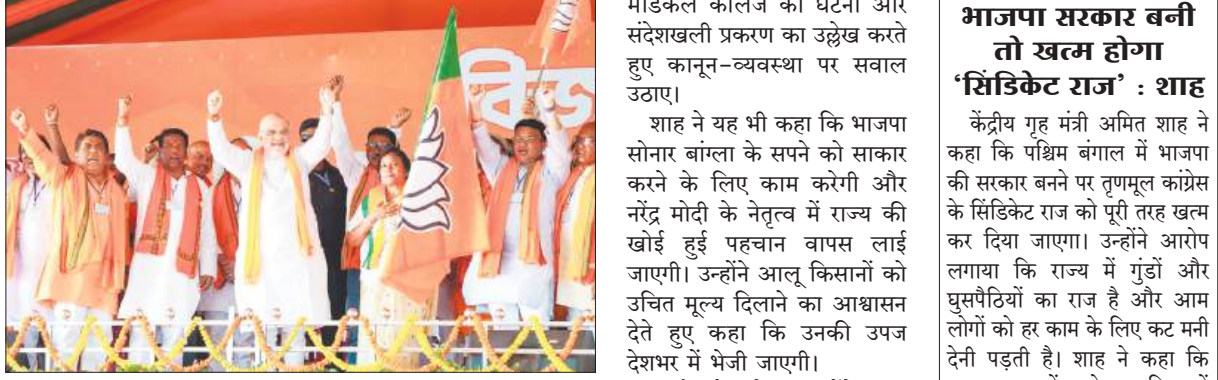 विज
मेडिकल कॉलेज की घटना और
संदेशखली प्रकरण का उल्लेख करते
हुए कानून-व्यवस्था पर सवाल
उठाए।
शाह ने यह भी कहा कि भाजपा
सोनार बांग्ला के सपने को साकार
करने के लिए काम करेगी और
नरेंद्र मोदी के नेतृत्व में राज्य की
खोई हुई पहचान वापस लाई
जाएगी। उन्होंने आलू किसानों को
उचित मूल्य दिलाने का आश्वासन
देते हुए कहा कि उनकी उपज
देशभर में भेजी जाएगी।
भाजपा सरकार बनी
तो खत्म होगा
‘सिंडिकेट राज’ : शाह
केंद्रीय गृह मंत्री अमित शाह ने
कहा कि पश्चिम बंगाल में भाजपा
की सरकार बनने पर तृणमूल कांग्रेस
के सिंडिकेट राज को पूरी तरह खत्म
कर दिया जाएगा। उन्होंने आरोप
लगाया कि राज्य में गुंडों और
घुसपैठियों का राज है और आम
लोगों को हर काम के लिए कट मनी
देनी पड़ती है। शाह ने कहा कि